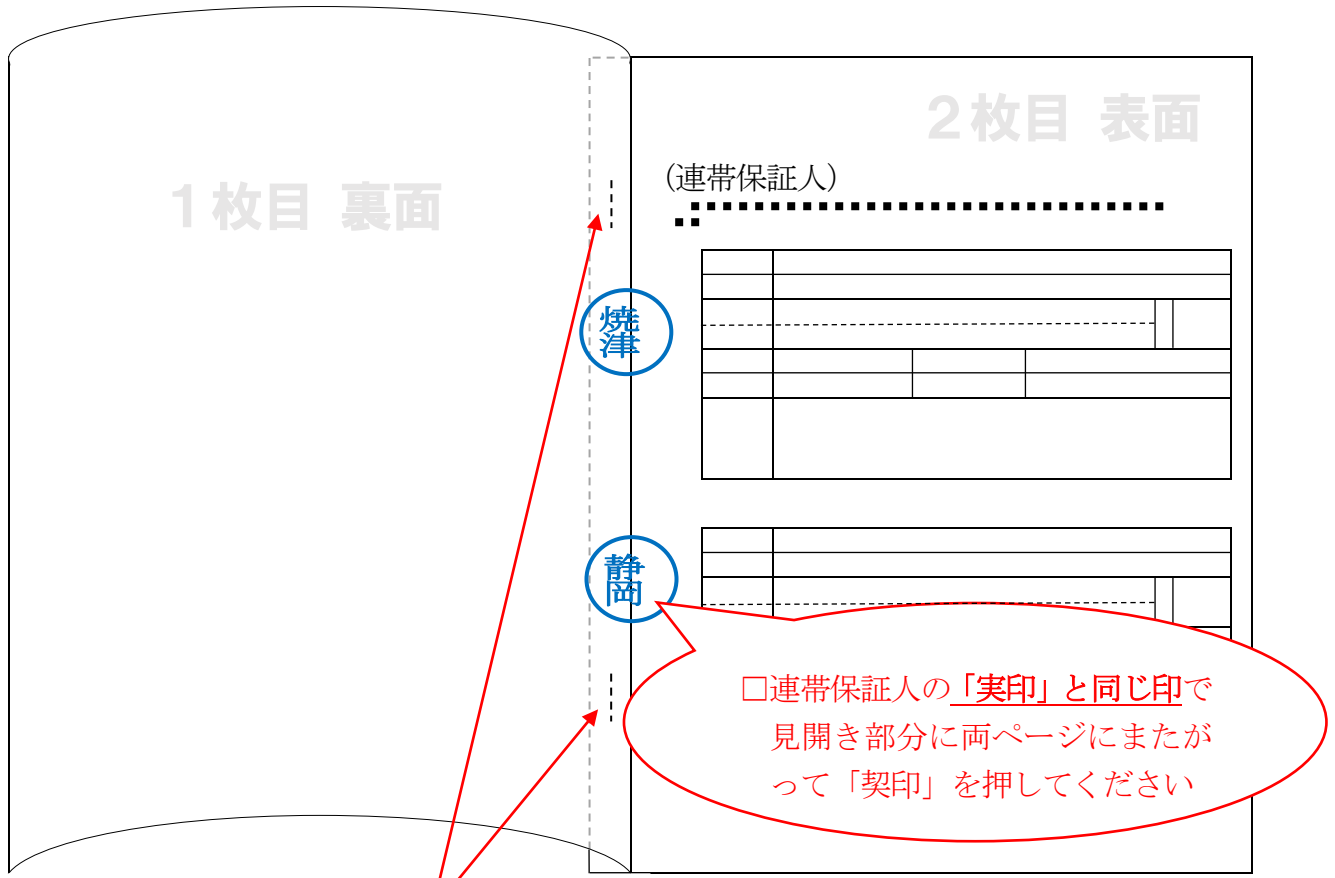 1枚目 裏面
2枚目 表面
（連帯保証人）
焼津
静岡
□連帯保証人の「実印」と同じ印で
見開き部分に両ページにまたが
って「契印」を押してください